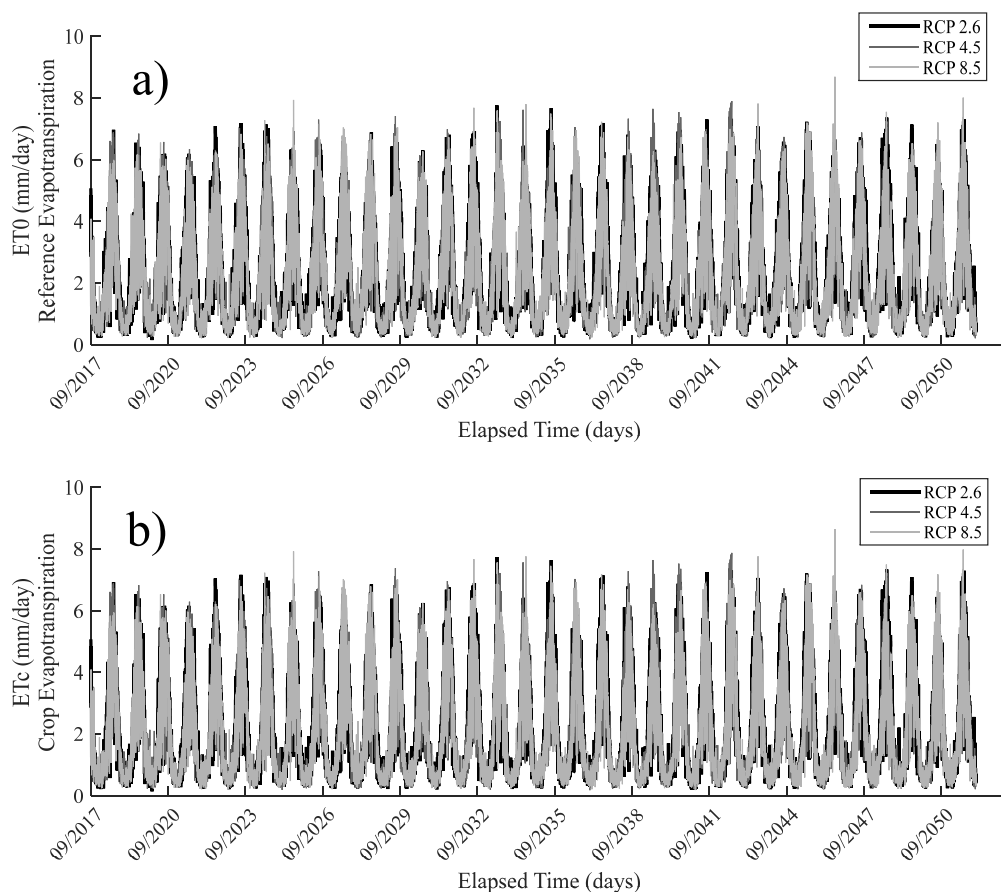 a)
RCP 2.6
RCP 4.5
RCP 8.5
ET0 (mm/day)
Reference Evapotranspiration
10
8
6
4
2
0
09/2017
09/2020
09/2023
09/2026
09/2029
09/2032
09/2035
09/2038
09/2041
09/2044
09/2047
09/2050
Elapsed Time (days)
b)
RCP 2.6
RCP 4.5
RCP 8.5
ETc (mm/day)
Crop Evapotranspiration
10
8
6
4
2
0
09/2017
09/2020
09/2023
09/2026
09/2029
09/2032
09/2035
09/2038
09/2041
09/2044
09/2047
09/2050
Elapsed Time (days)